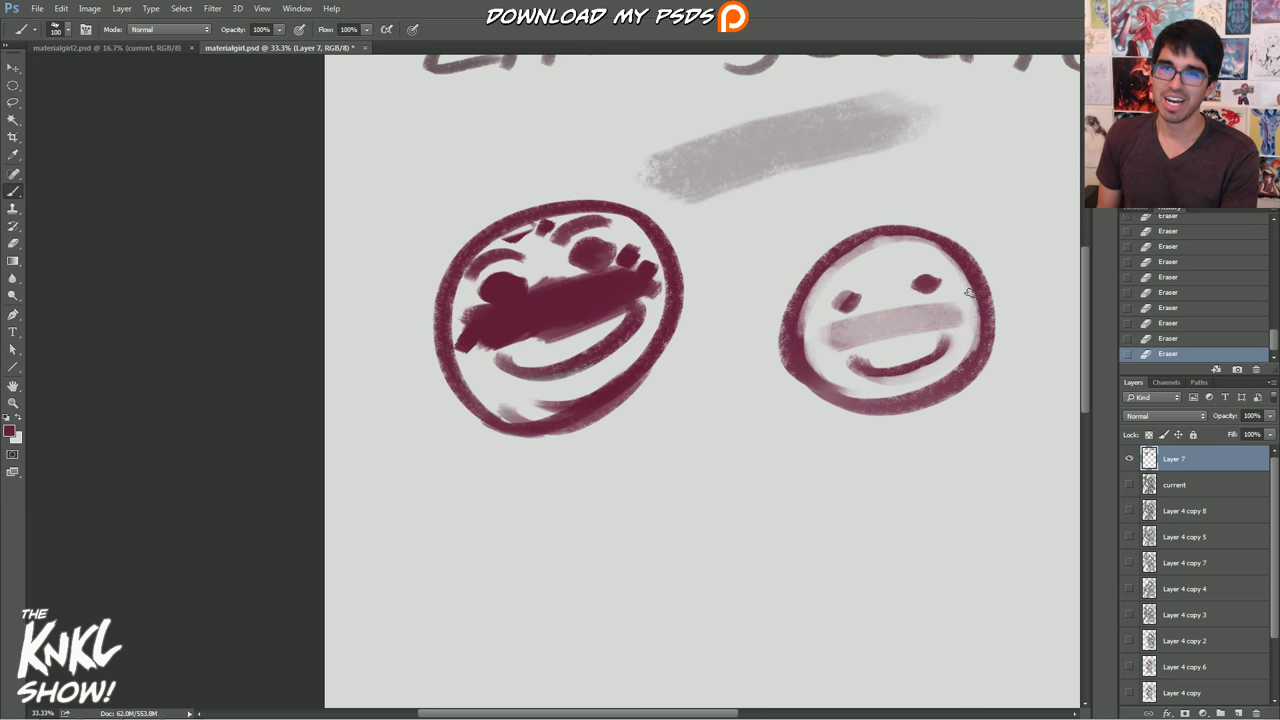 DOWNLOAD MY PSDS
Ps File Edit Image Layer Type Select Filter 3D View Window Help
100 Mode: Normal Opacity: 100% Flow: 100%
materialgirl2.psd @ 16.7% (current, RGB/8) × materialgirl.psd @ 33.3% (Layer 7, RGB/8) * ×
Eraser
Eraser
Eraser
Eraser
Eraser
Eraser
Eraser
Eraser
Eraser
Eraser
Layers Channels Paths
Kind
Normal Opacity: 100%
Lock: Fill: 100%
Layer 7
current
Layer 4 copy 8
Layer 4 copy 5
Layer 4 copy 7
Layer 4 copy 4
Layer 4 copy 3
Layer 4 copy 2
Layer 4 copy 6
Layer 4 copy
THE
KNKL
SHOW!
33.33% Doc: 62.0M/553.8M